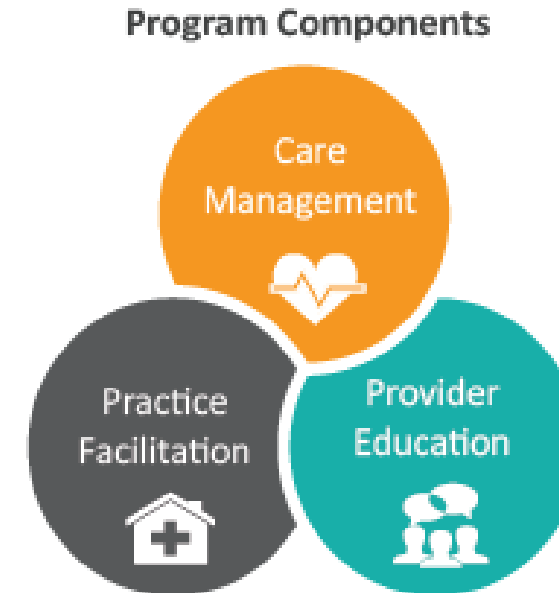 Program Components
Care
Management
Practice
Facilitation
Provider
Education